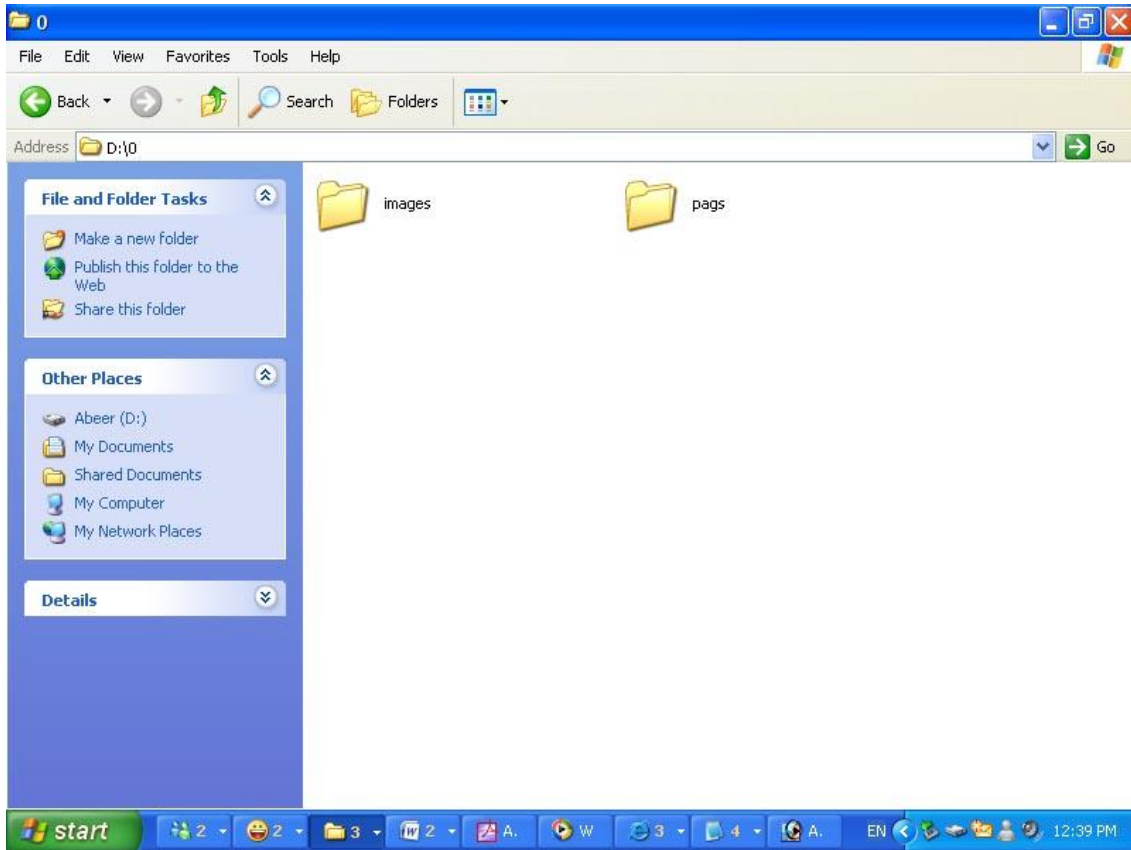 0
File Edit View Favorites Tools Help
Back Search Folders
Address D:\0 Go
File and Folder Tasks
Make a new folder
Publish this folder to the
Web
Share this folder
Other Places
Abeer (D:)
My Documents
Shared Documents
My Computer
My Network Places
Details
images pags
start 2 2 3 2 A. W 3 4 A. EN 12:39 PM